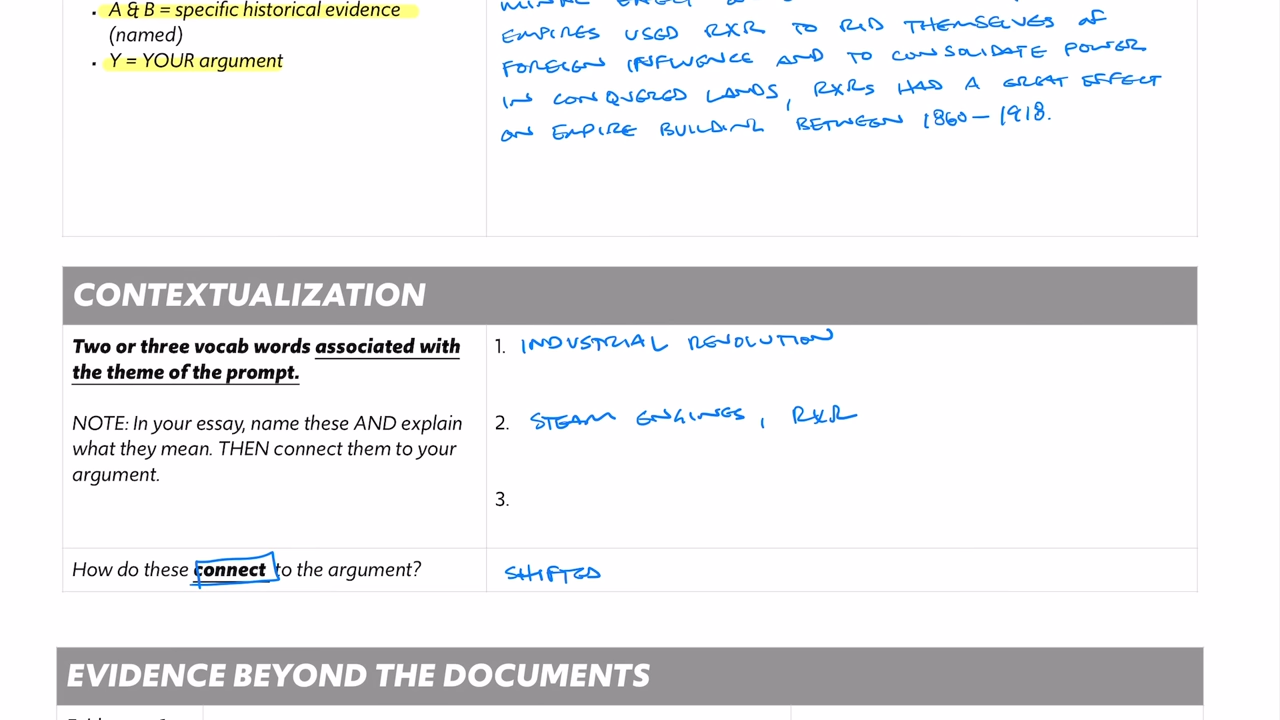 • A & B = specific historical evidence
(named)
• Y = YOUR argument
EMPIRES USED RXR TO RID THEMSELVES OF
FOREIGN INFLUENCE AND TO CONSOLIDATE POWER
IN CONQUERED LANDS, RXRS HAD A GREAT EFFECT
ON EMPIRE BUILDING BETWEEN 1860-1918.
CONTEXTUALIZATION
Two or three vocab words associated with
the theme of the prompt.
NOTE: In your essay, name these AND explain
what they mean. THEN connect them to your
argument.
1. INDUSTRIAL REVOLUTION
2. STEAM ENGINES, RXR
3.
How do these connect to the argument?
SHIFTED
EVIDENCE BEYOND THE DOCUMENTS